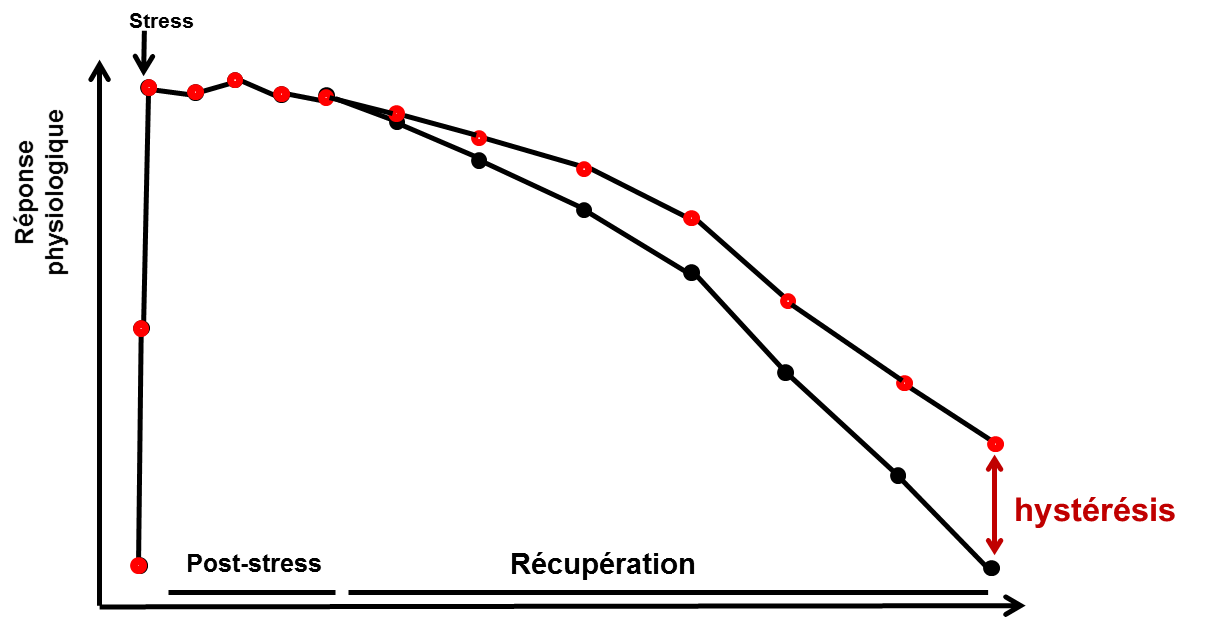 Stress
Réponse
physiologique
Post-stress
Récupération
hystérésis